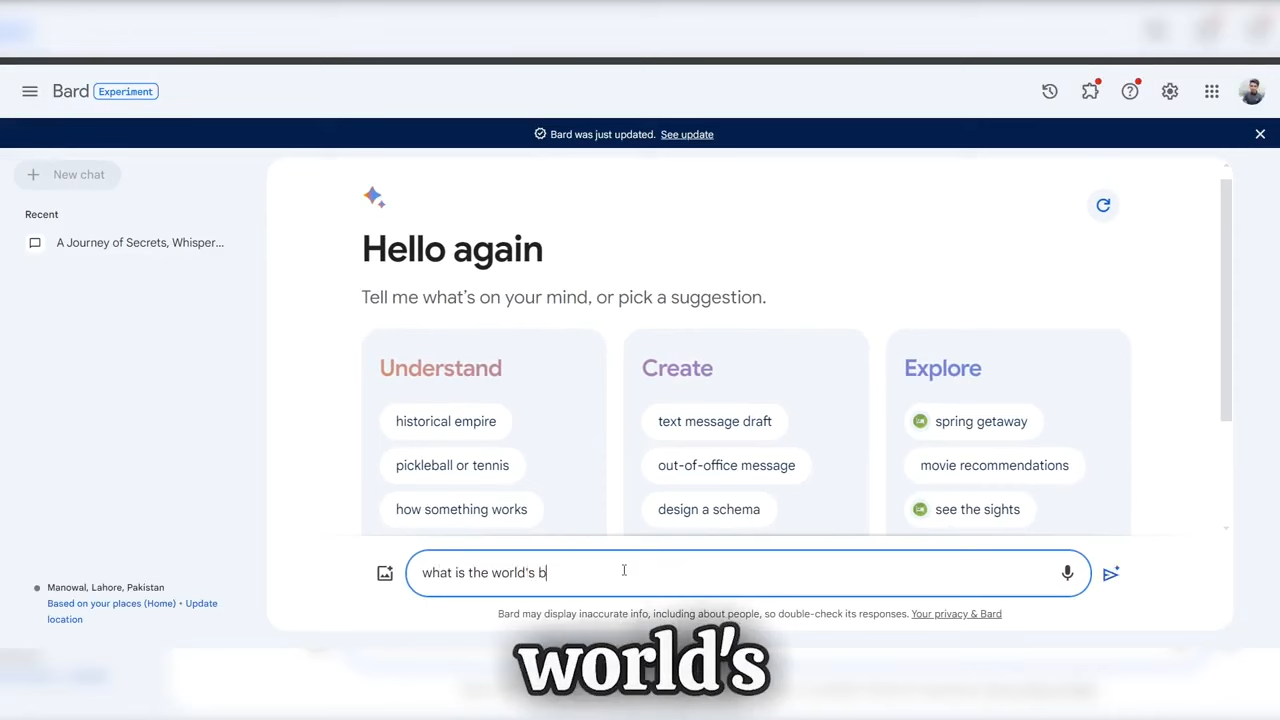 Bard Experiment
Bard was just updated. See update
New chat
Recent
A Journey of Secrets, Whisper...
Hello again
Tell me what's on your mind, or pick a suggestion.
Understand
historical empire
pickleball or tennis
how something works
Create
text message draft
out-of-office message
design a schema
Explore
spring getaway
movie recommendations
see the sights
what is the world's b
Bard may display inaccurate info, including about people, so double-check its responses. Your privacy & Bard
Manowal, Lahore, Pakistan
Based on your places (Home) • Update
location
world's